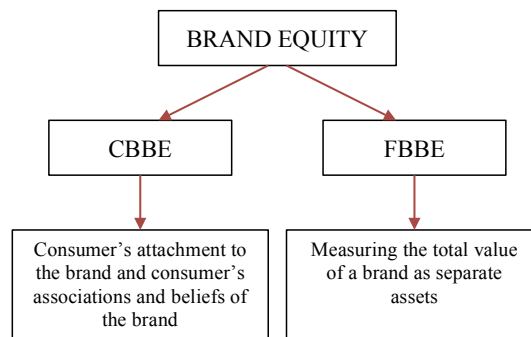 BRAND EQUITY
CBBE
FBBE
Consumer’s attachment to
the brand and consumer’s
associations and beliefs of
the brand
Measuring the total value
of a brand as separate
assets